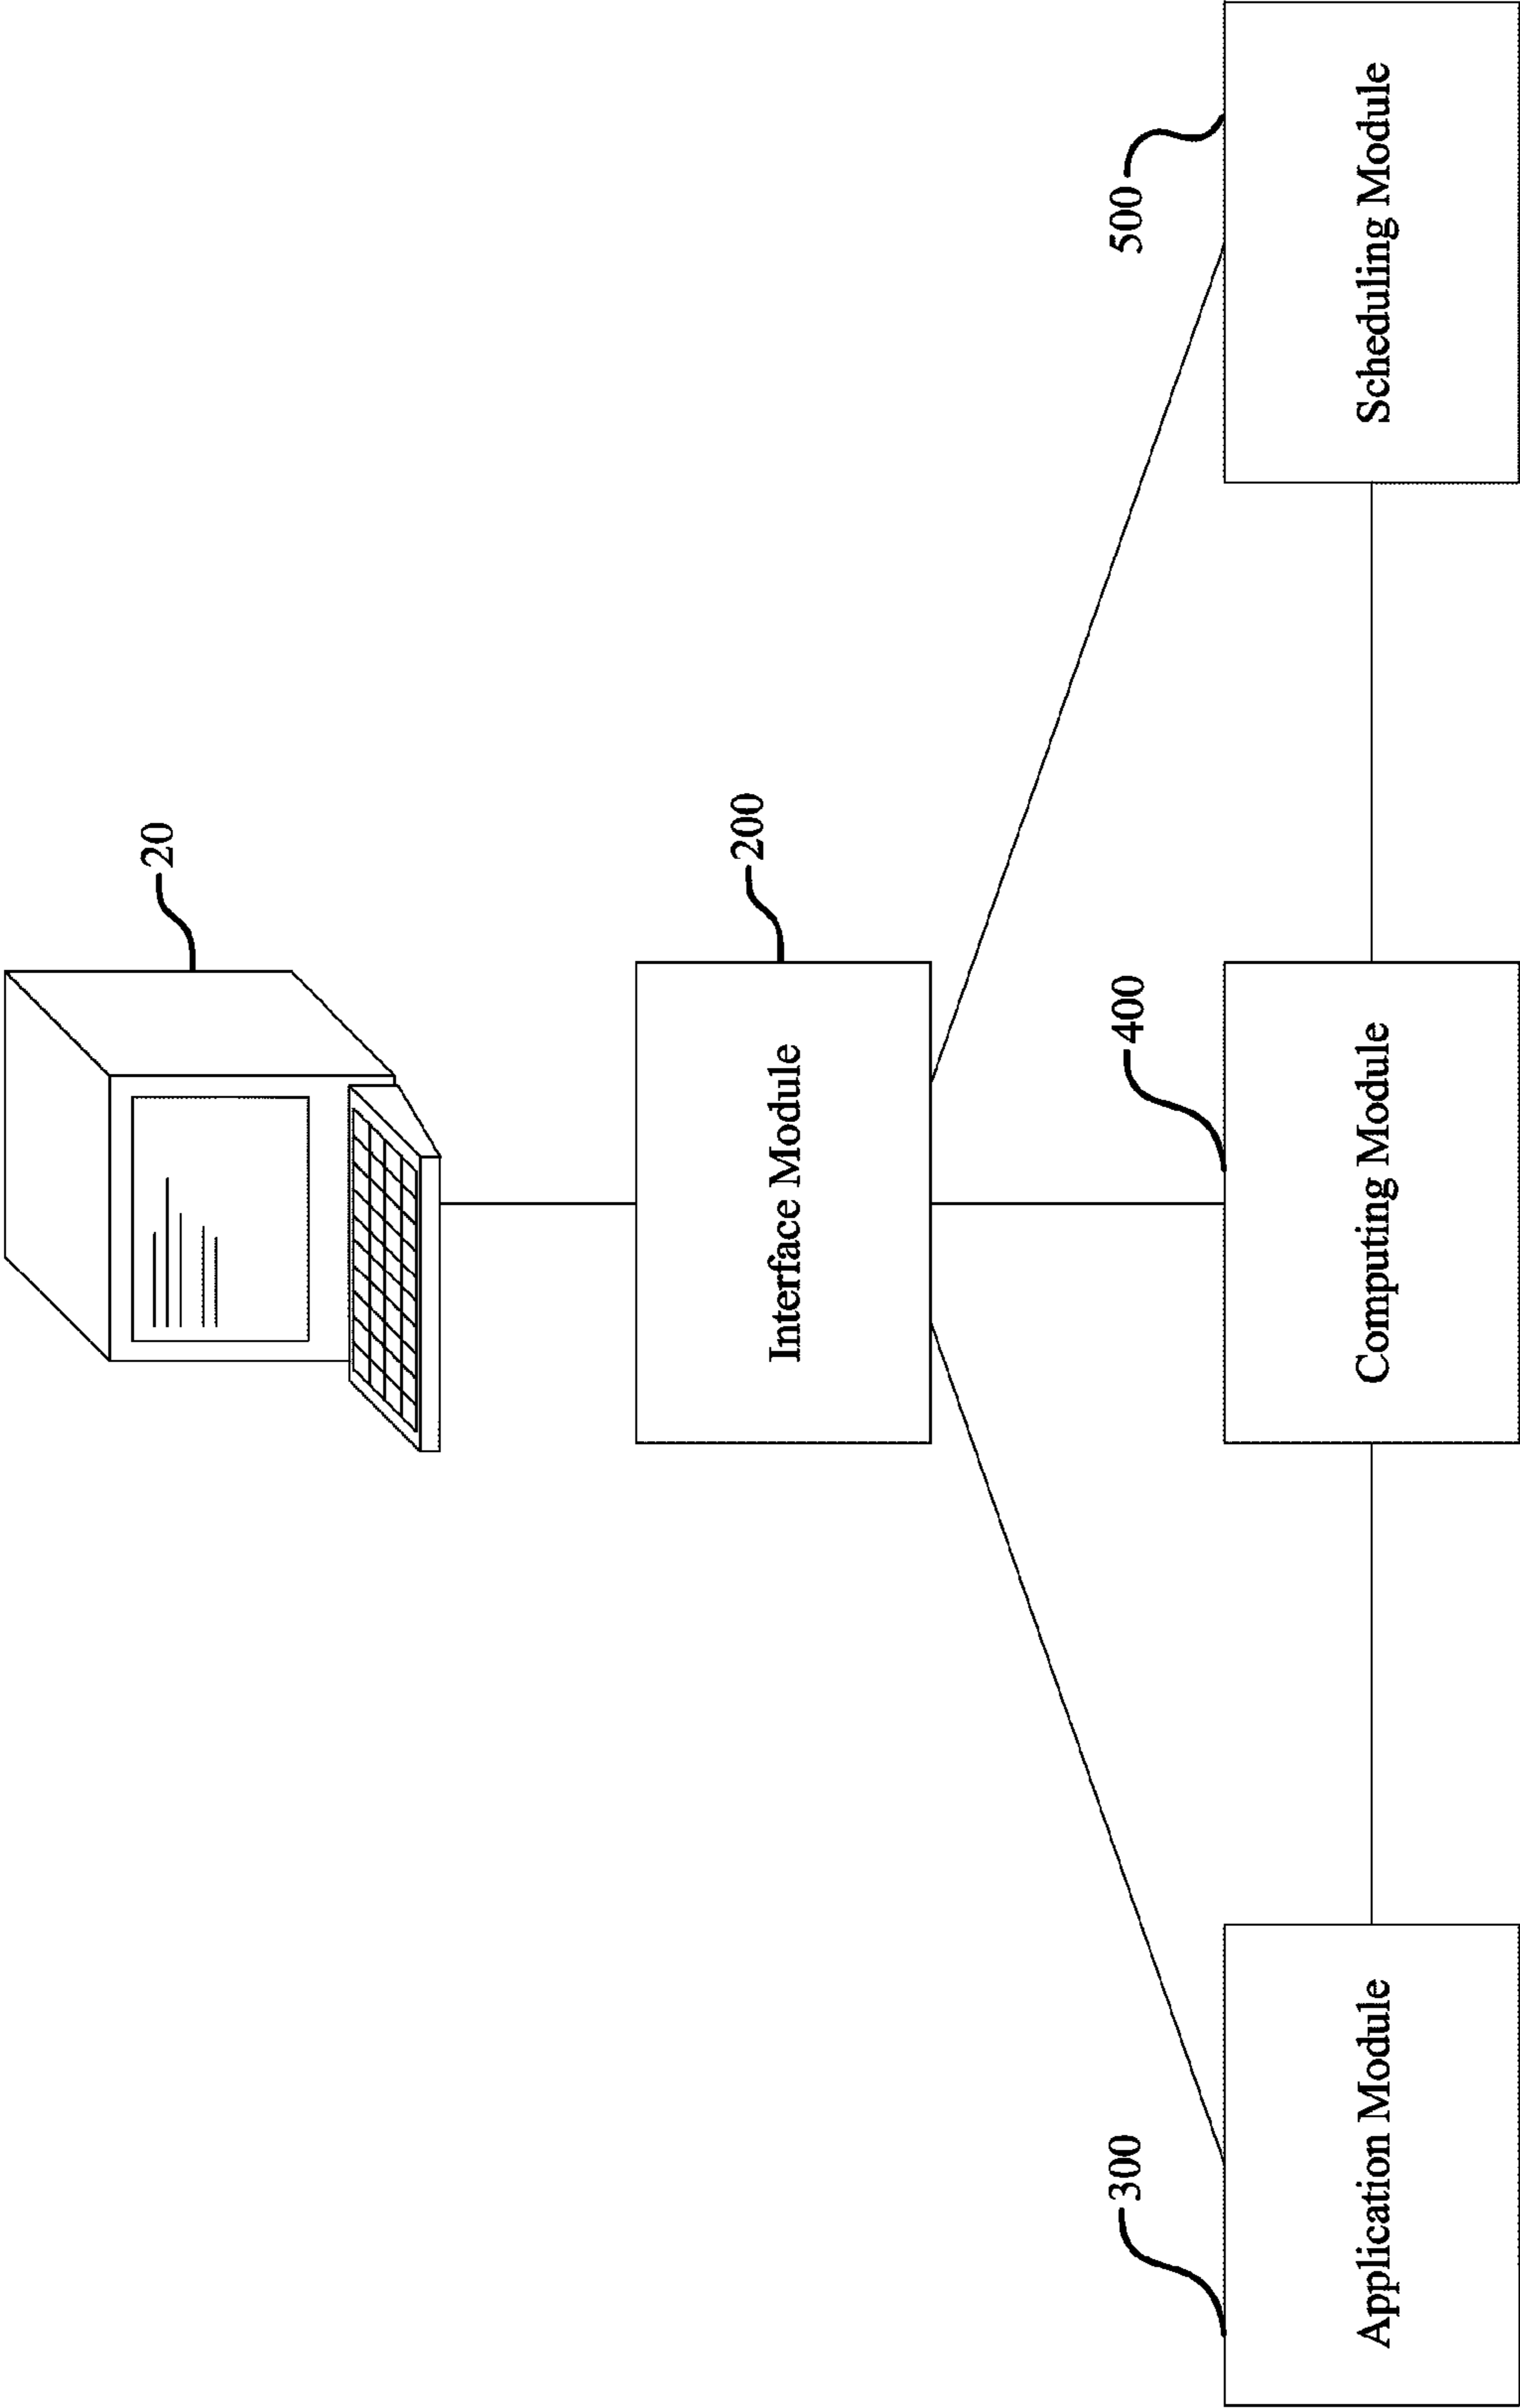 20
200
Interface Module
300
400
500
Application Module
Computing Module
Scheduling Module